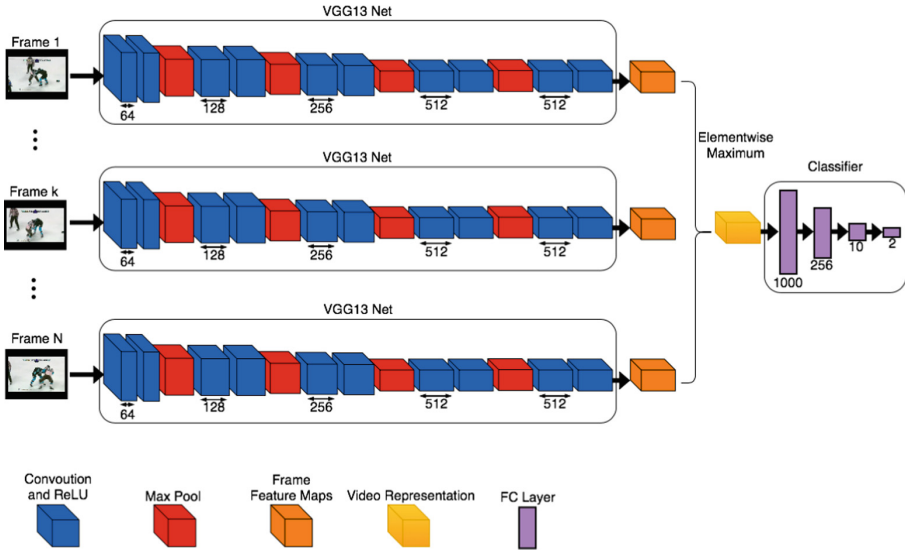 VGG13 Net
Frame 1
64
128
256
512
512
VGG13 Net
Frame k
64
128
256
512
512
VGG13 Net
Frame N
64
128
256
512
512
Elementwise
Maximum
Classifier
1000
256
10
2
Convoution
and ReLU
Max Pool
Frame
Feature Maps
Video Representation
FC Layer